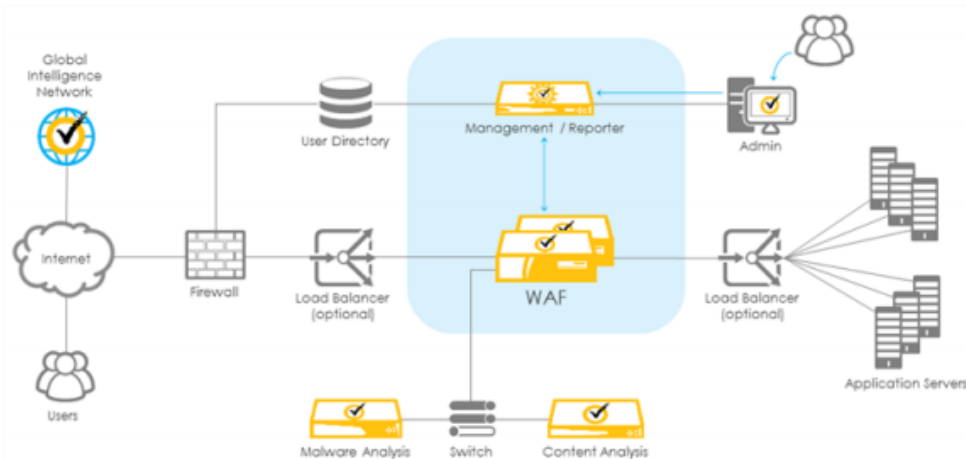 Global
Intelligence
Network
User Directory
Management / Reporter
Admin
Internet
Firewall
Load Balancer
(optional)
WAF
Load Balancer
(optional)
Users
Application Servers
Malware Analysis
Switch
Content Analysis